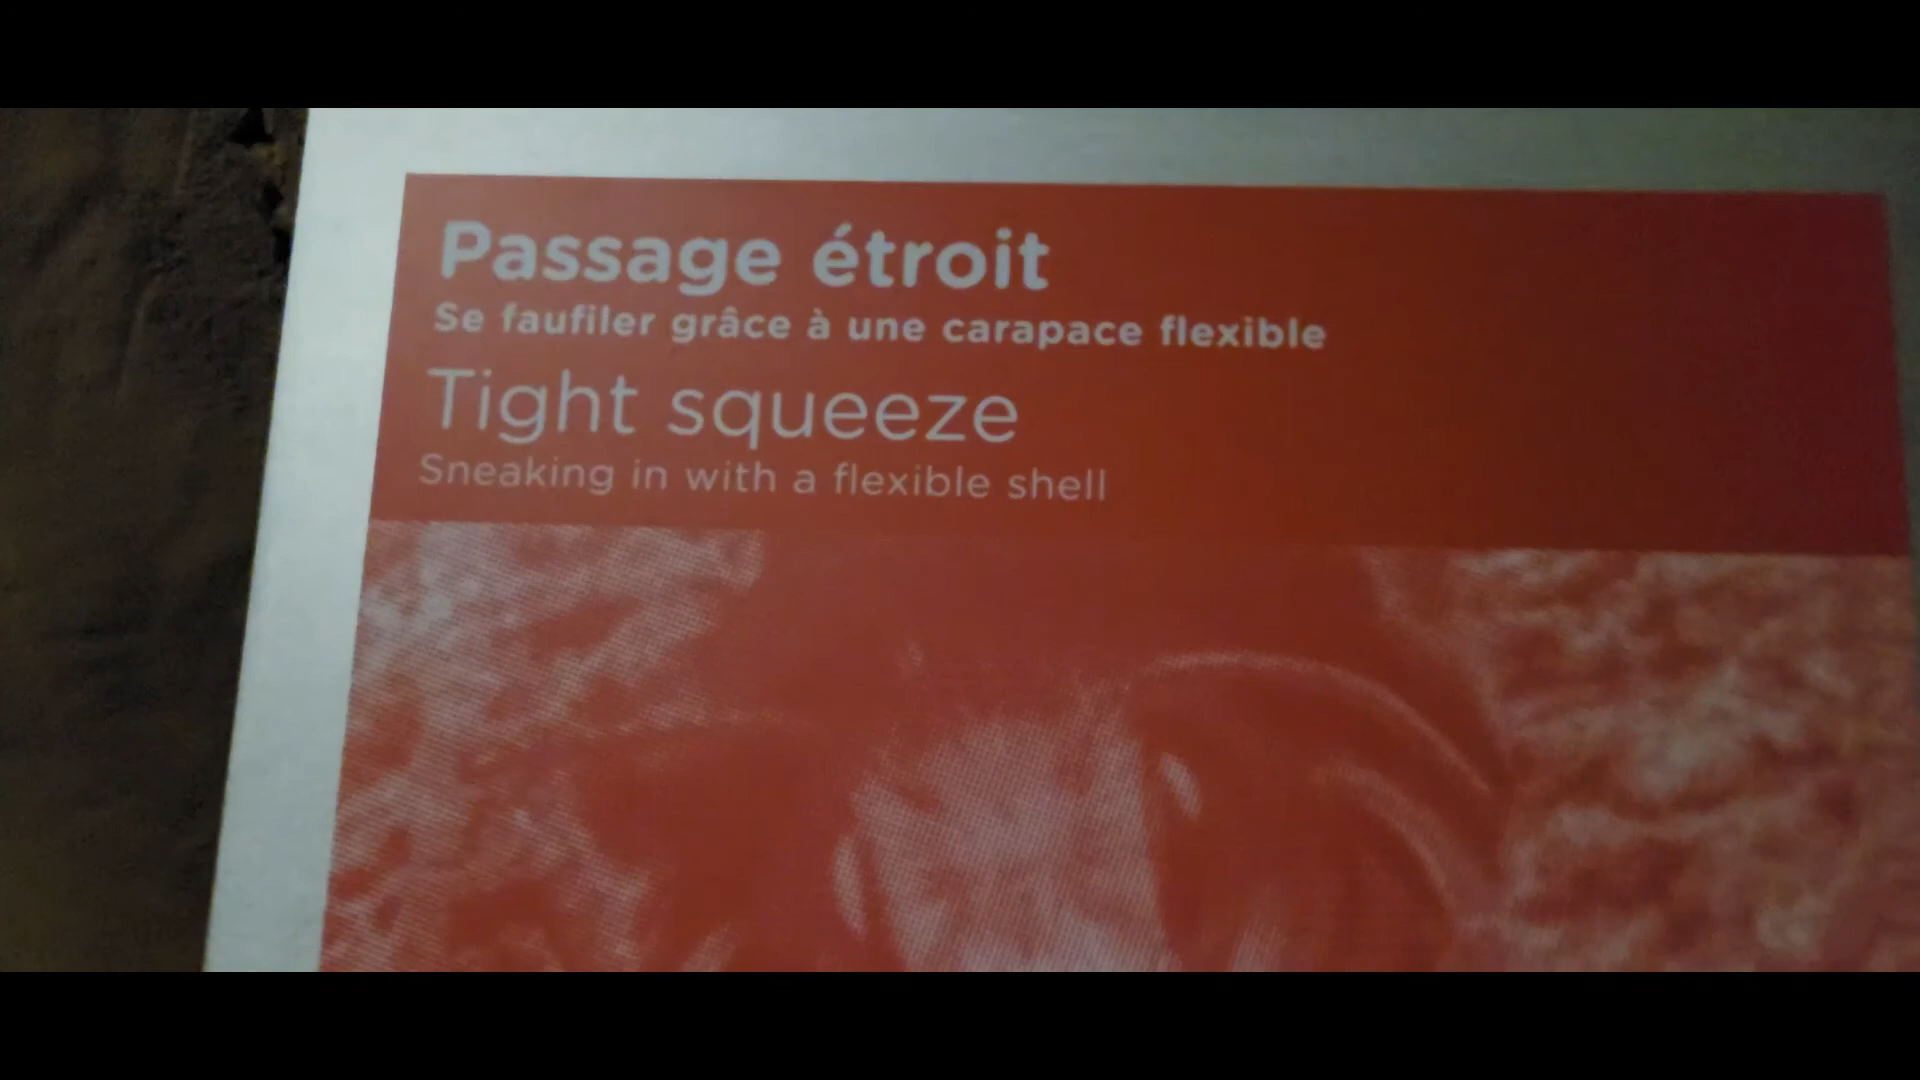 Passage étroit
Se faufiler grâce à une carapace flexible
Tight squeeze
Sneaking in with a flexible shell